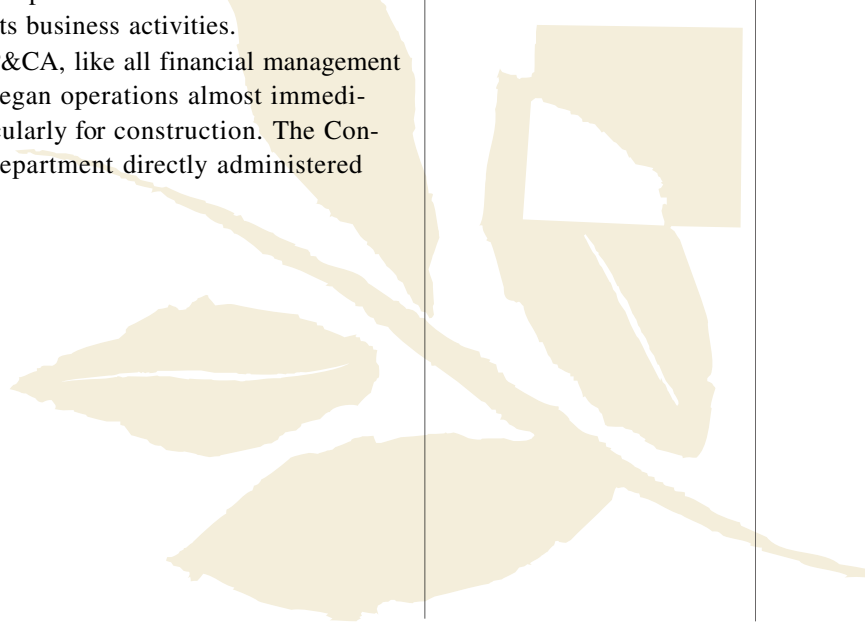 ts business activities.
&CA, like all financial management
egan operations almost immedi-
cularly for construction. The Con-
epartment directly administered